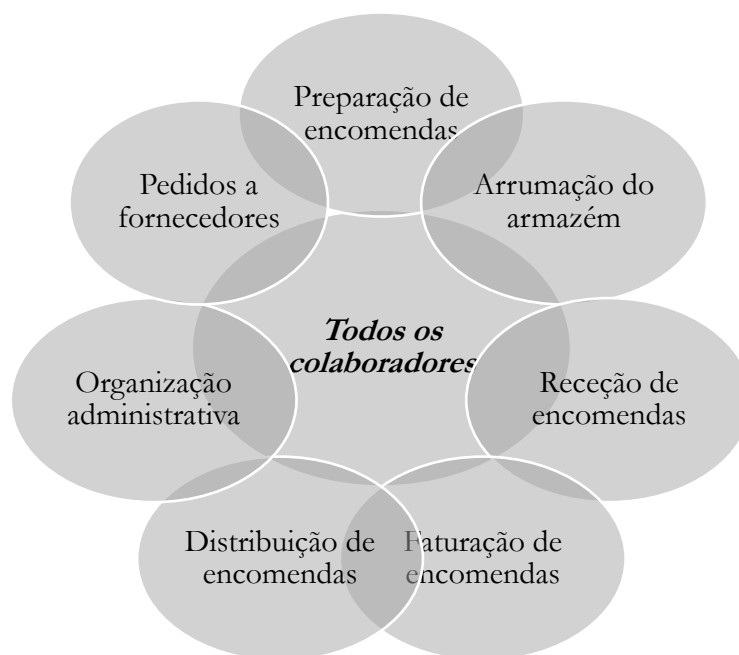 Preparação de
encomendas
Pedidos a
fornecedores
Arrumação do
armazém
Todos os
colaboradores
Organização
administrativa
Receção de
encomendas
Distribuição de
encomendas
Faturação de
encomendas